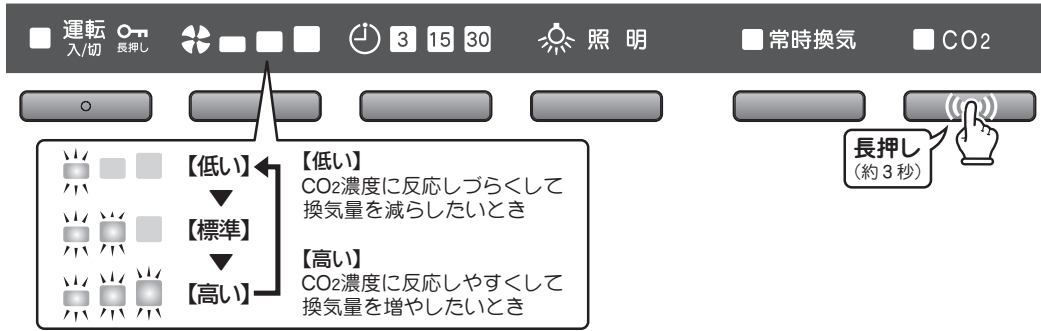 運転 入/切 長押し 3 15 30 照 明 常時換気 CO2
長押し
(約3秒)
【低い】
【標準】
【高い】
【低い】
CO2濃度に反応しづらくして
換気量を減らしたいとき
【高い】
CO2濃度に反応しやすくして
換気量を増やしたいとき